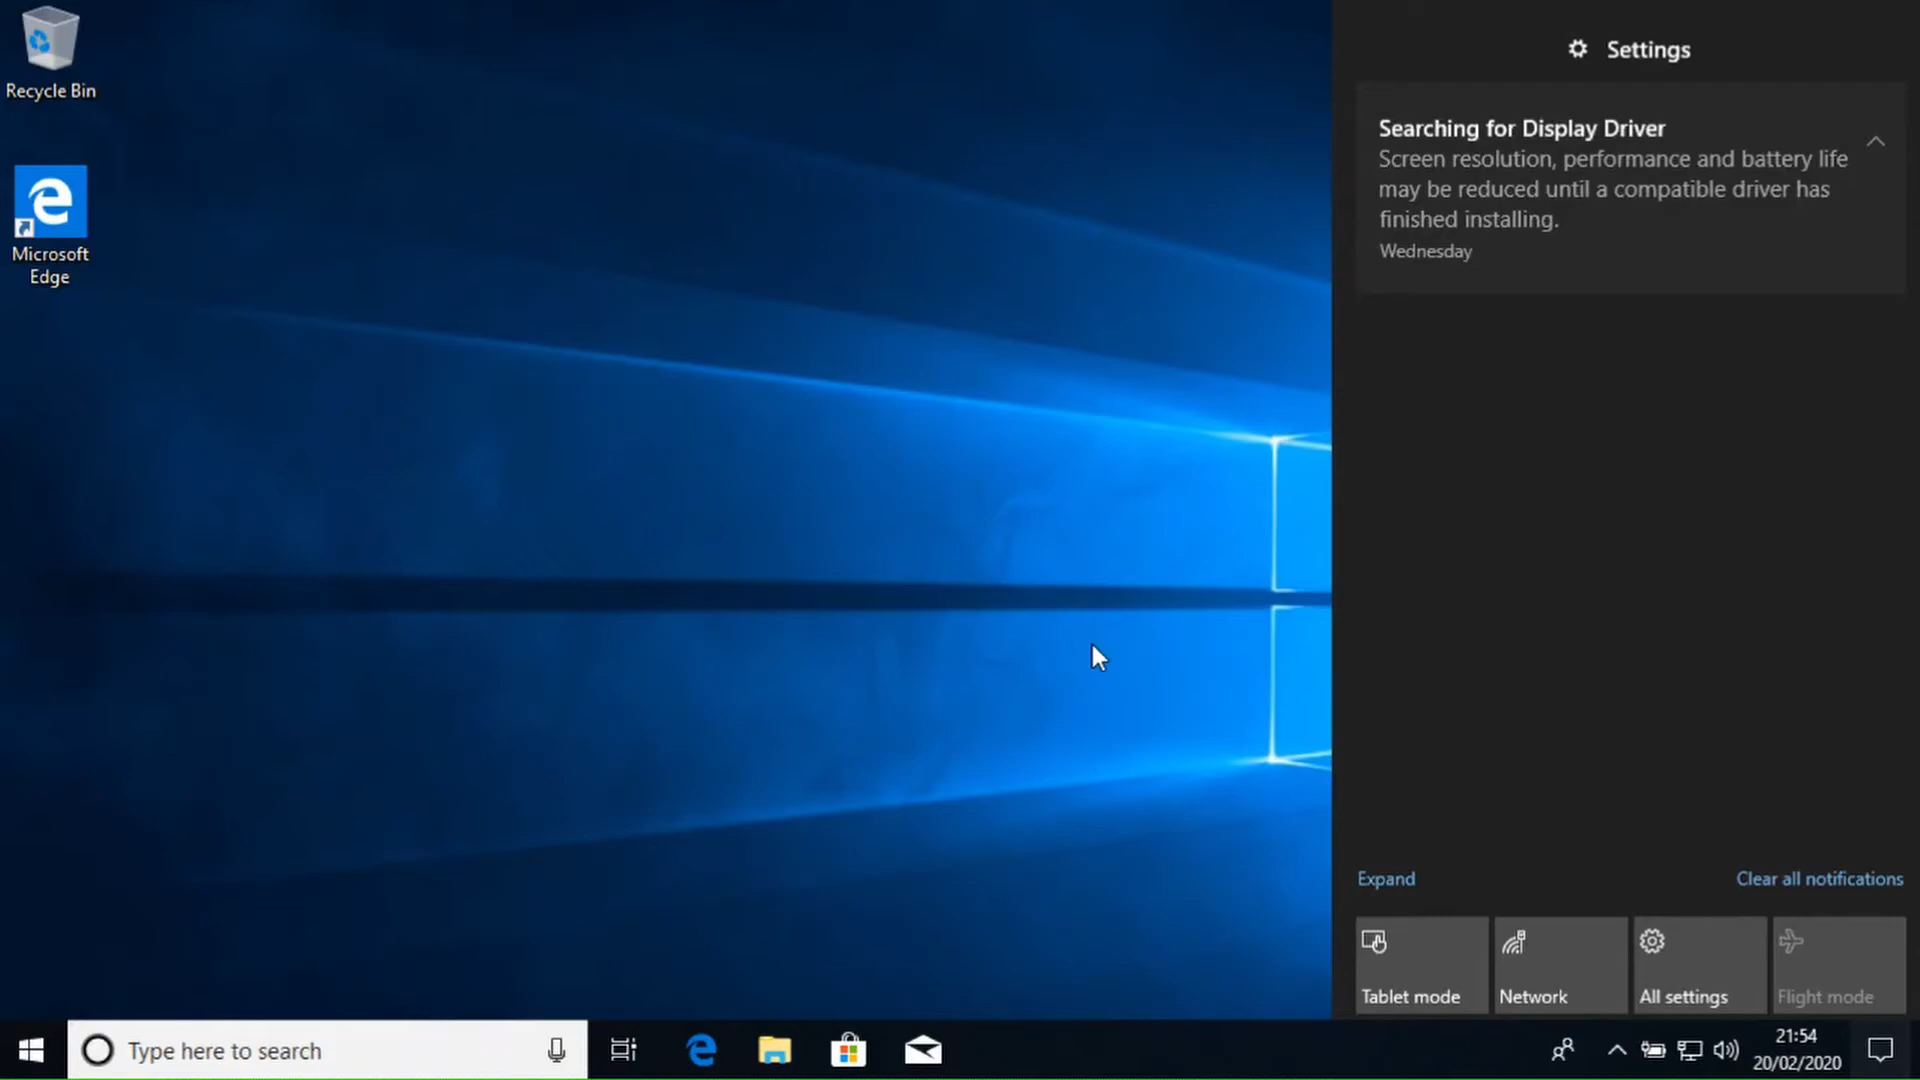 Recycle Bin
Microsoft
Edge
Settings
Searching for Display Driver
Screen resolution, performance and battery life
may be reduced until a compatible driver has
finished installing.
Wednesday
Expand
Clear all notifications
Tablet mode
Network
All settings
Flight mode
Type here to search
21:54
20/02/2020